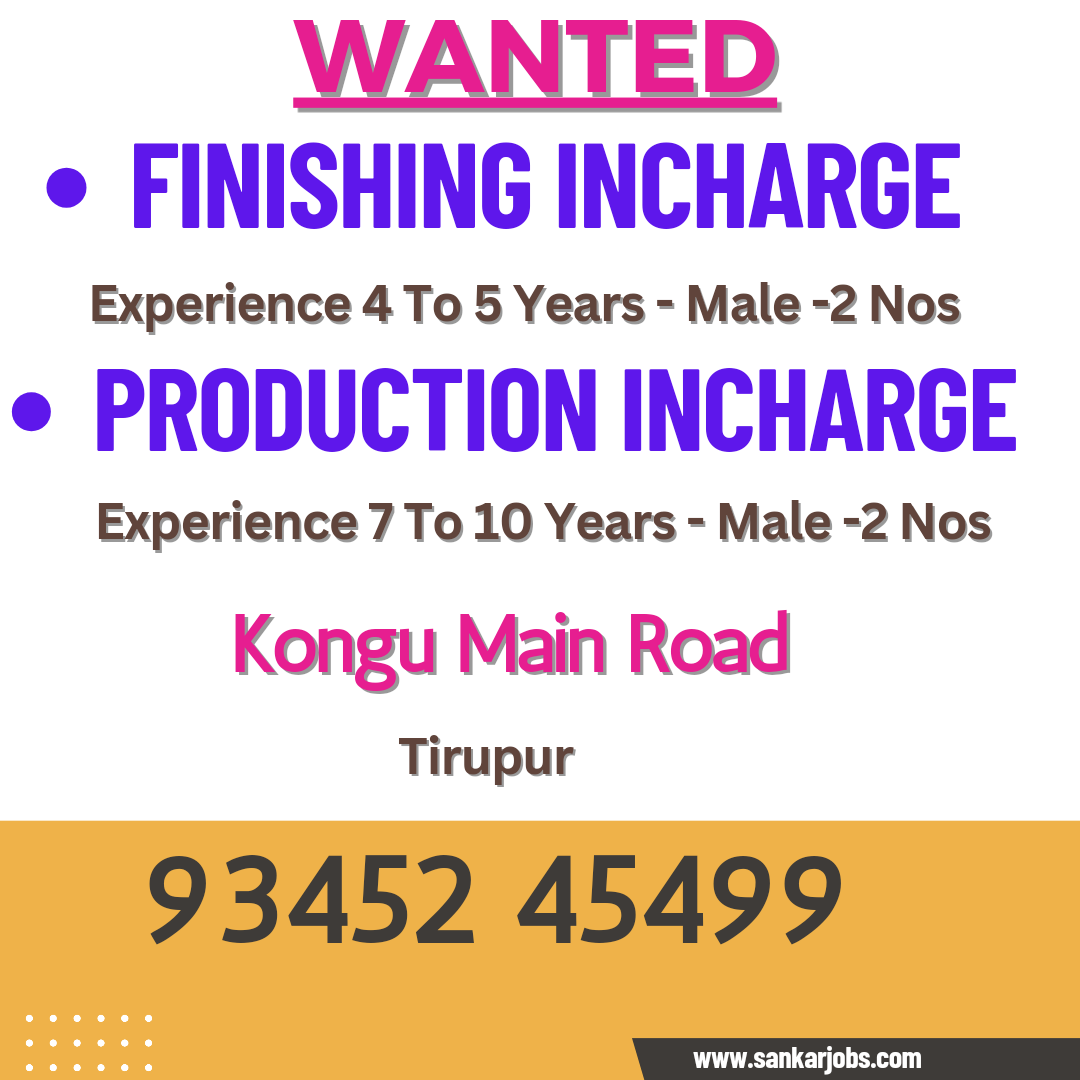 WANTED
• FINISHING INCHARGE
Experience 4 To 5 Years - Male -2 Nos
• PRODUCTION INCHARGE
Experience 7 To 10 Years - Male -2 Nos
Kongu Main Road
Tirupur
93452 45499
www.sankarjobs.com